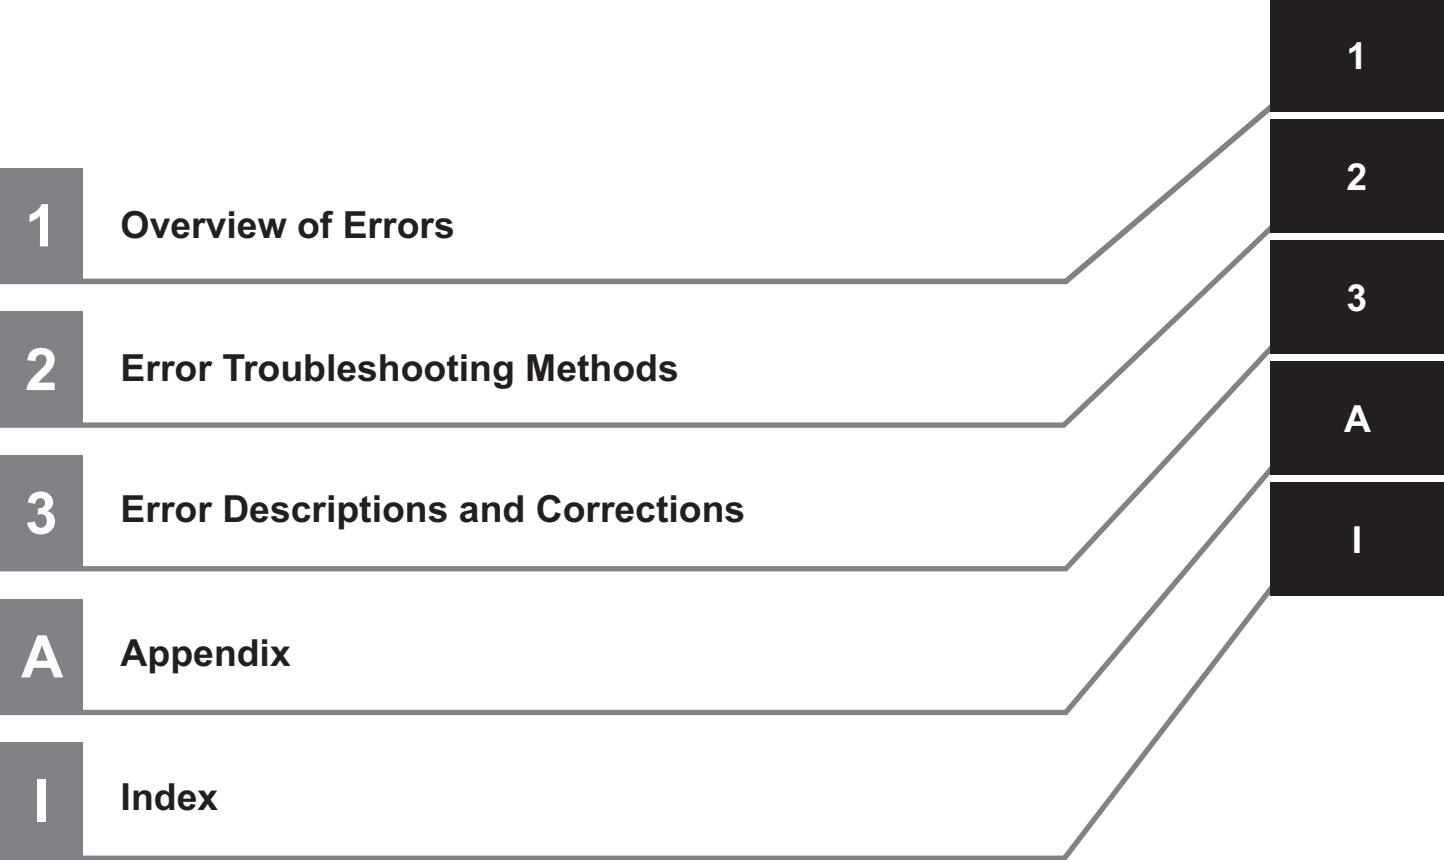 1 Overview of Errors
2 Error Troubleshooting Methods
3 Error Descriptions and Corrections
A Appendix
I Index
1
2
3
A
I